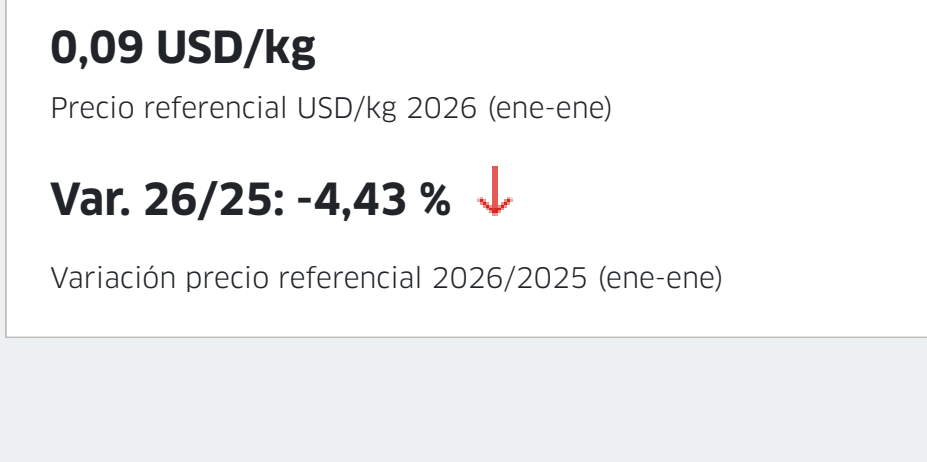 0,09 USD/kg
Precio referencial USD/kg 2026 (ene-ene)
Var. 26/25: -4,43 %
Variación precio referencial 2026/2025 (ene-ene)